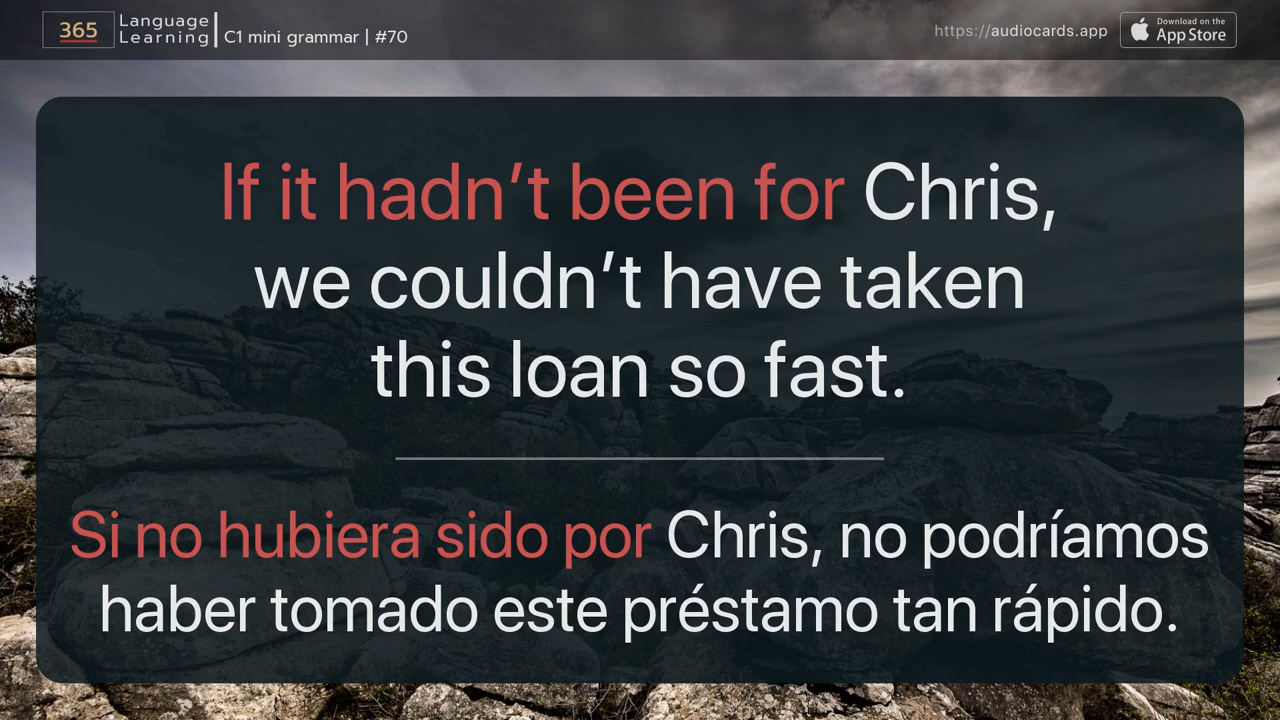 365
Language
Learning
C1 mini grammar | #70
https://audiocards.app
Download on the
App Store
If it hadn’t been for Chris,
we couldn’t have taken
this loan so fast.
Si no hubiera sido por Chris, no podríamos
haber tomado este préstamo tan rápido.